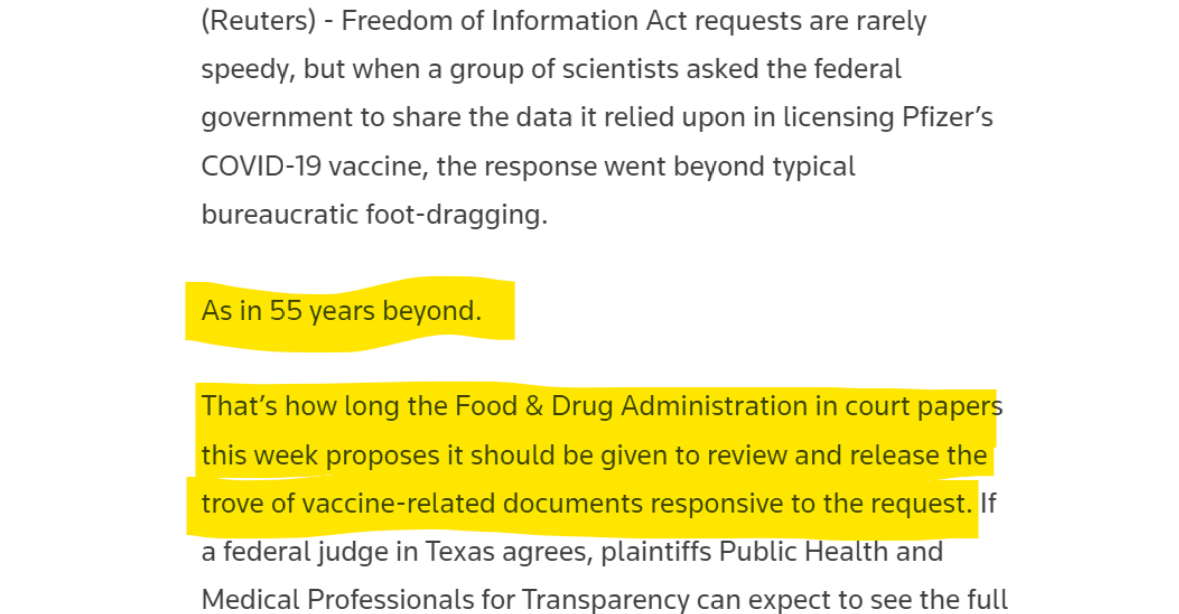 (Reuters) - Freedom of Information Act requests are rarely
speedy, but when a group of scientists asked the federal
government to share the data it relied upon in licensing Pfizer’s
COVID-19 vaccine, the response went beyond typical
bureaucratic foot-dragging.
As in 55 years beyond.
That’s how long the Food & Drug Administration in court papers
this week proposes it should be given to review and release the
trove of vaccine-related documents responsive to the request. If
a federal judge in Texas agrees, plaintiffs Public Health and
Medical Professionals for Transparency can expect to see the full